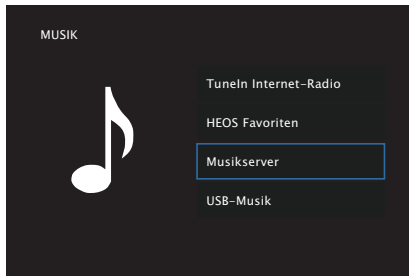 MUSIK
TuneIn Internet-Radio
HEOS Favoriten
Musikserver
USB-Musik